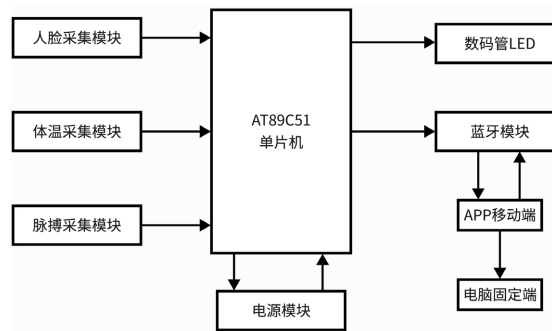 人脸采集模块
数码管LED
AT89C51
单片机
体温采集模块
蓝牙模块
脉搏采集模块
APP移动端
电源模块
电脑固定端